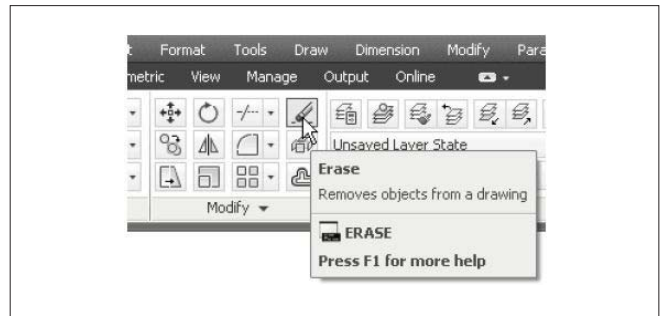 Format Tools Draw Dimension Modify
View Manage Output Online
Unsaved Layer State
Erase
Removes objects from a drawing
Modify
ERASE
Press F1 for more help